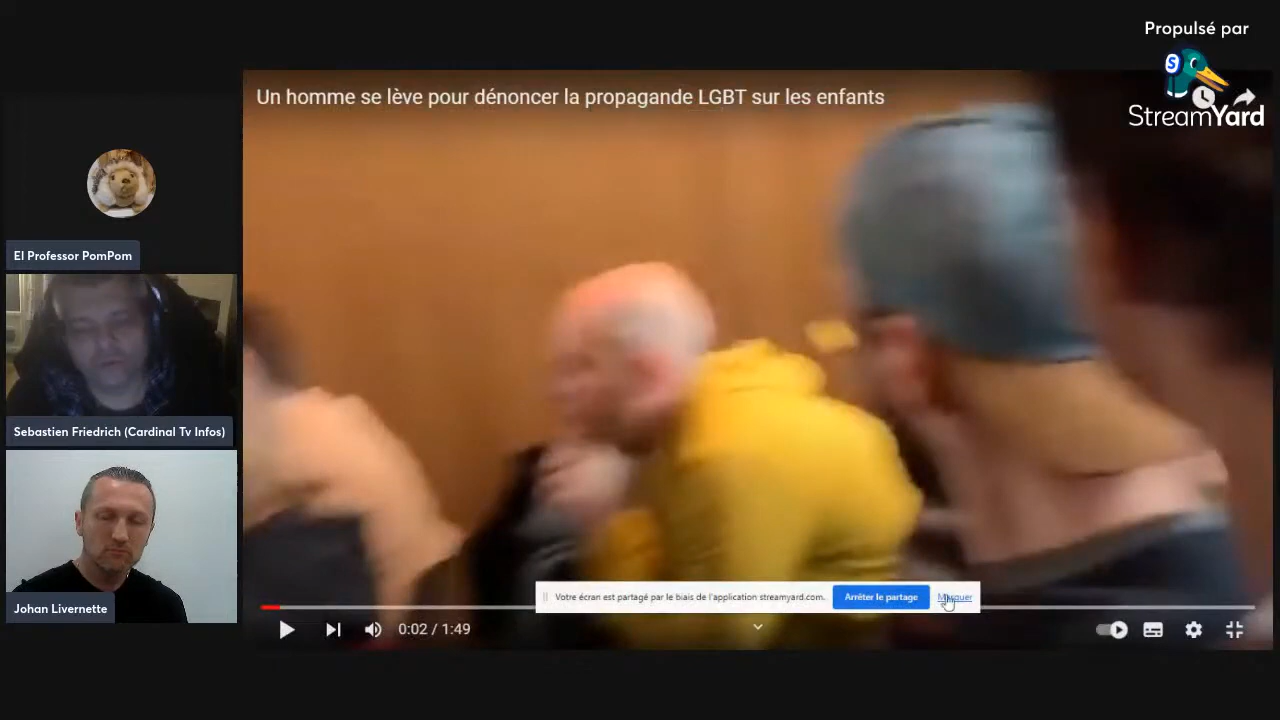 Propulsé par
StreamYard
Un homme se lève pour dénoncer la propagande LGBT sur les enfants
El Professor PomPom
Sebastien Friedrich (Cardinal Tv Infos)
Johan Livernette
Votre écran est partagé par le biais de l'application streamyard.com.
Arrêter le partage
Masquer
0:02 / 1:49